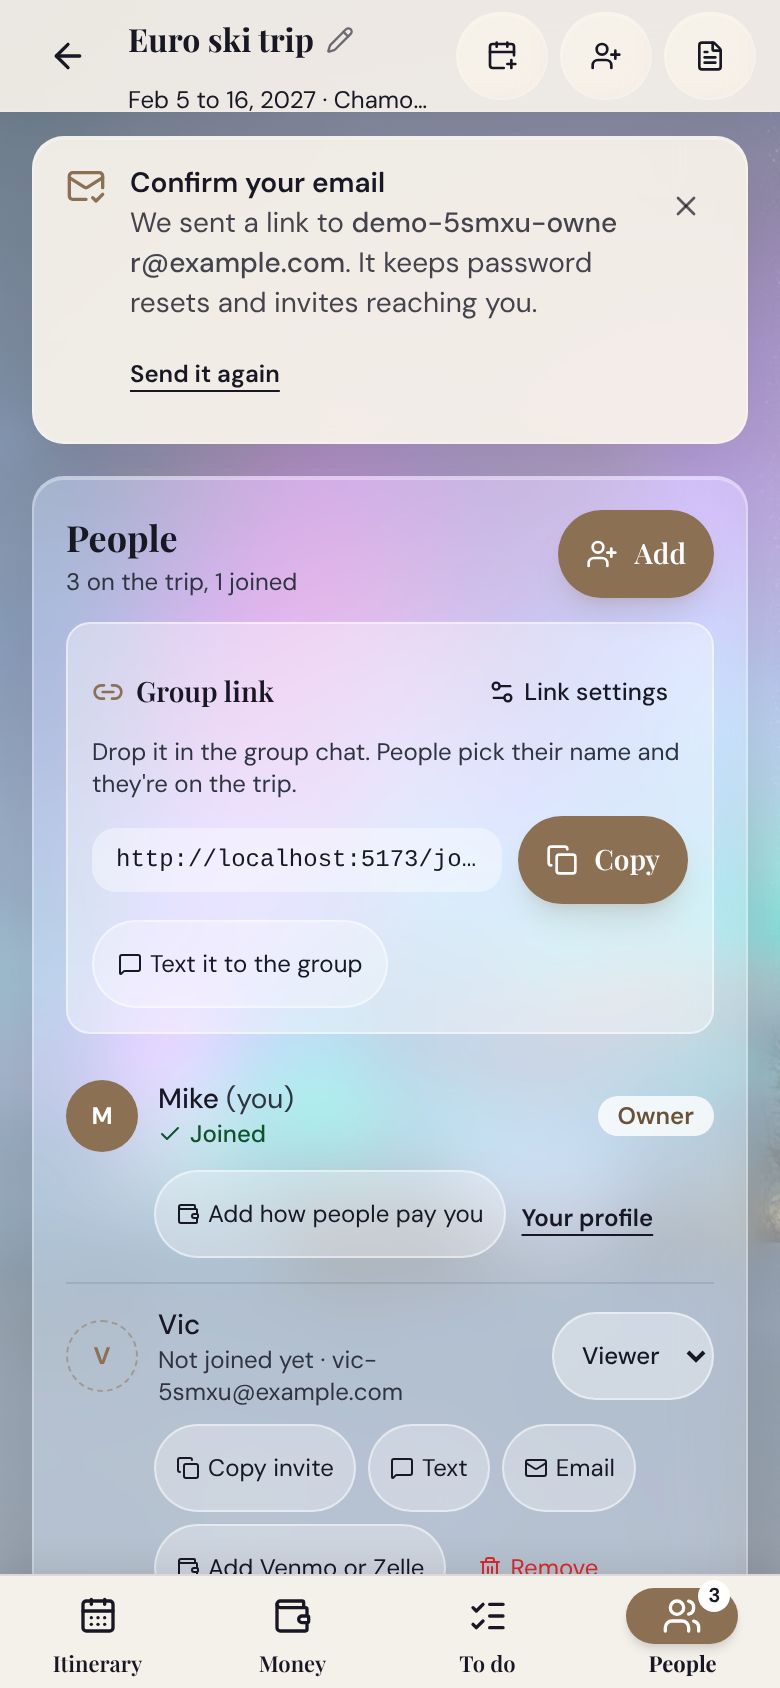 Euro ski trip
Feb 5 to 16, 2027 · Chamo...
Confirm your email
We sent a link to demo-5smxu-owne
r@example.com. It keeps password
resets and invites reaching you.
Send it again
People
3 on the trip, 1 joined
Add
Group link
Link settings
Drop it in the group chat. People pick their name and
they're on the trip.
http://localhost:5173/jo...
Copy
Text it to the group
M
Mike (you)
Joined
Owner
Add how people pay you
Your profile
V
Vic
Not joined yet · vic-
5smxu@example.com
Viewer
Copy invite
Text
Email
Add Venmo or Zelle
Remove
Itinerary
Money
To do
3
People